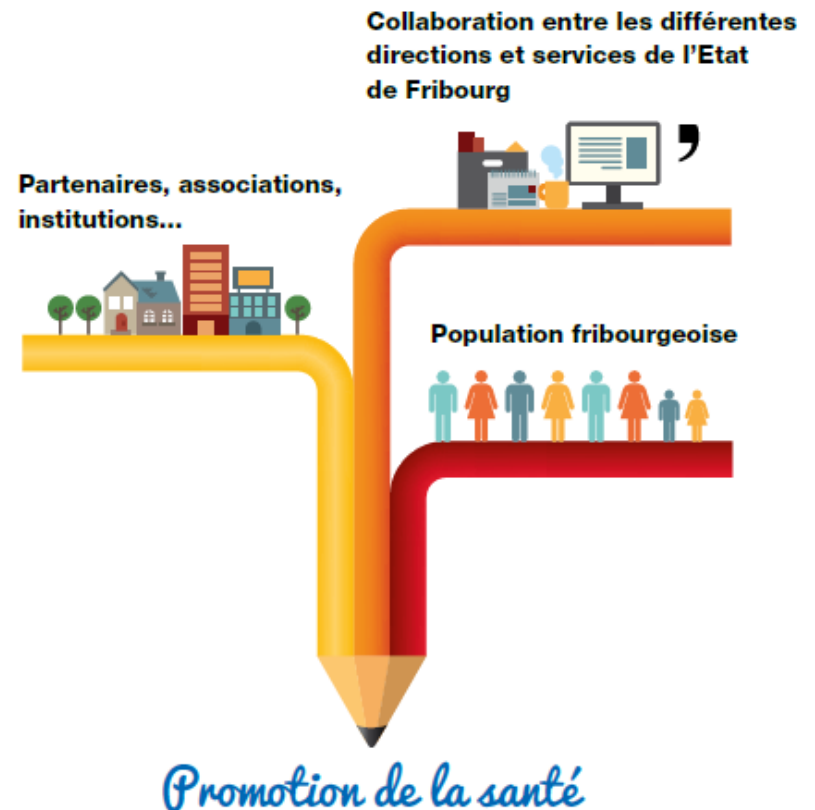 Collaboration entre les différentes
directions et services de l'Etat
de Fribourg
Partenaires, associations,
institutions...
Population fribourgeoise
Promotion de la santé